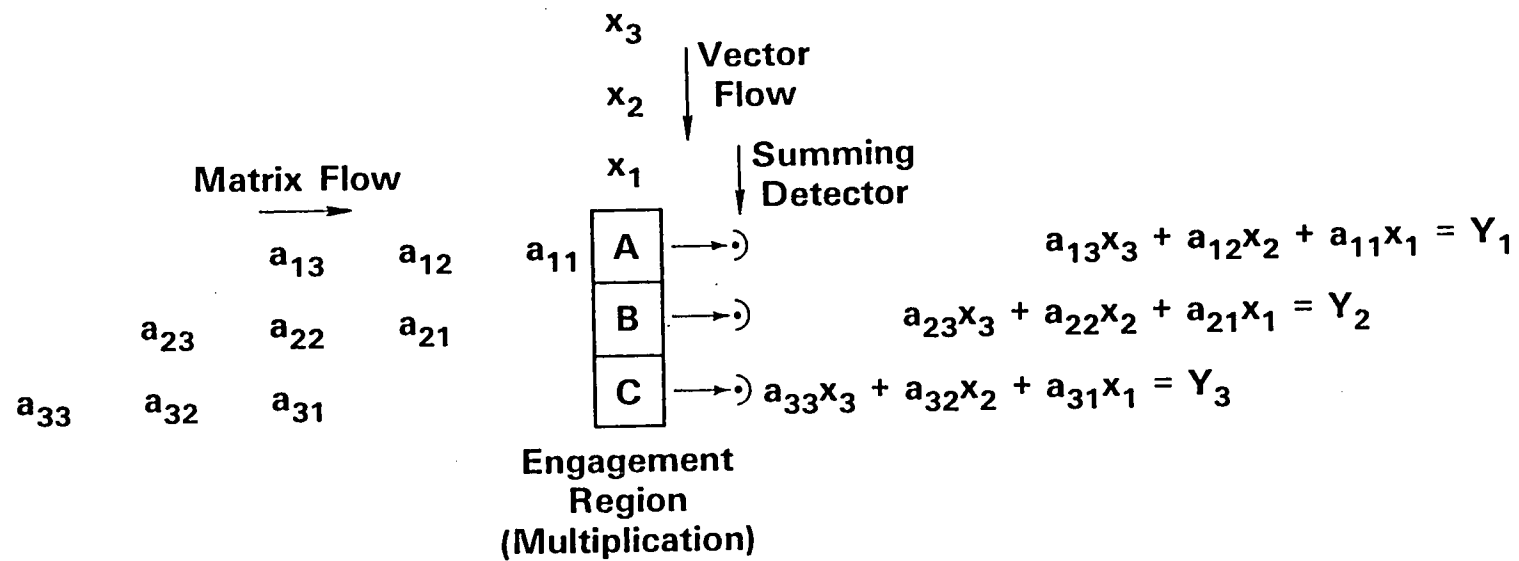 x₃
Vector
Flow
x₂
x₁
Summing
Detector
Matrix Flow
a₁₃ a₁₂ a₁₁ A a₁₃x₃ + a₁₂x₂ + a₁₁x₁ = Y₁
a₂₃ a₂₂ a₂₁ B a₂₃x₃ + a₂₂x₂ + a₂₁x₁ = Y₂
a₃₃ a₃₂ a₃₁ C a₃₃x₃ + a₃₂x₂ + a₃₁x₁ = Y₃
Engagement
Region
(Multiplication)